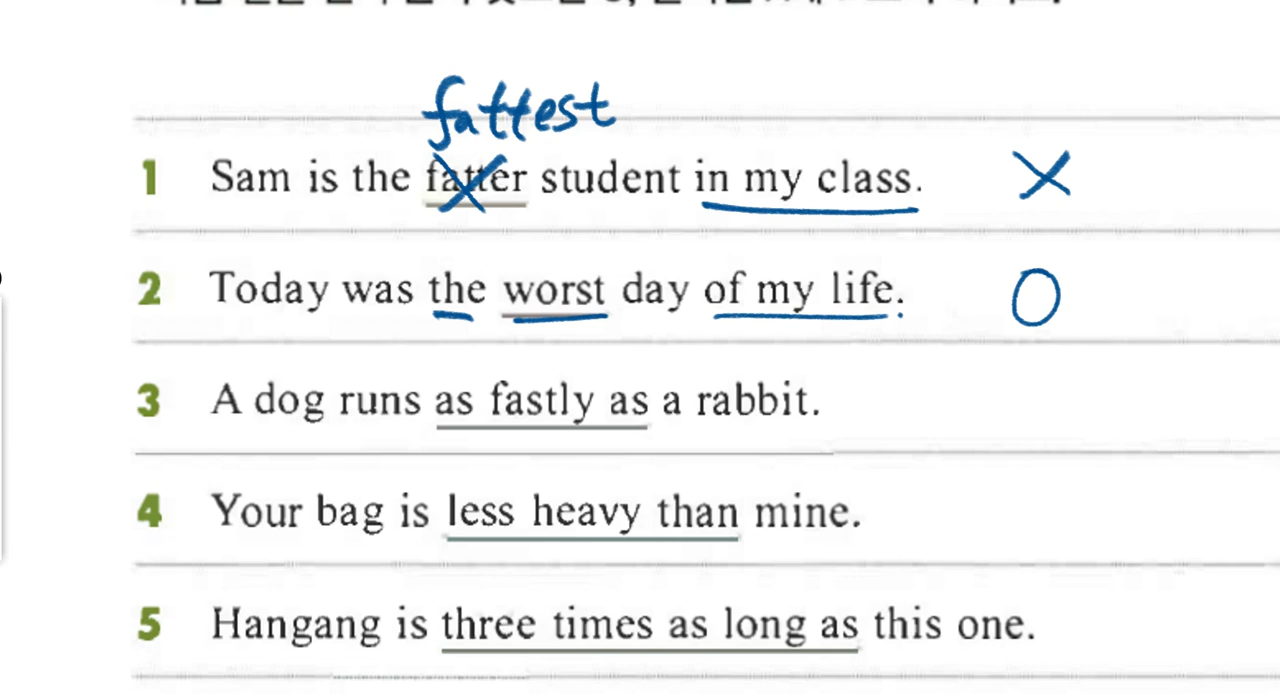 fattest
1 Sam is the fatter student in my class. X
2 Today was the worst day of my life. O
3 A dog runs as fastly as a rabbit.
4 Your bag is less heavy than mine.
5 Hangang is three times as long as this one.